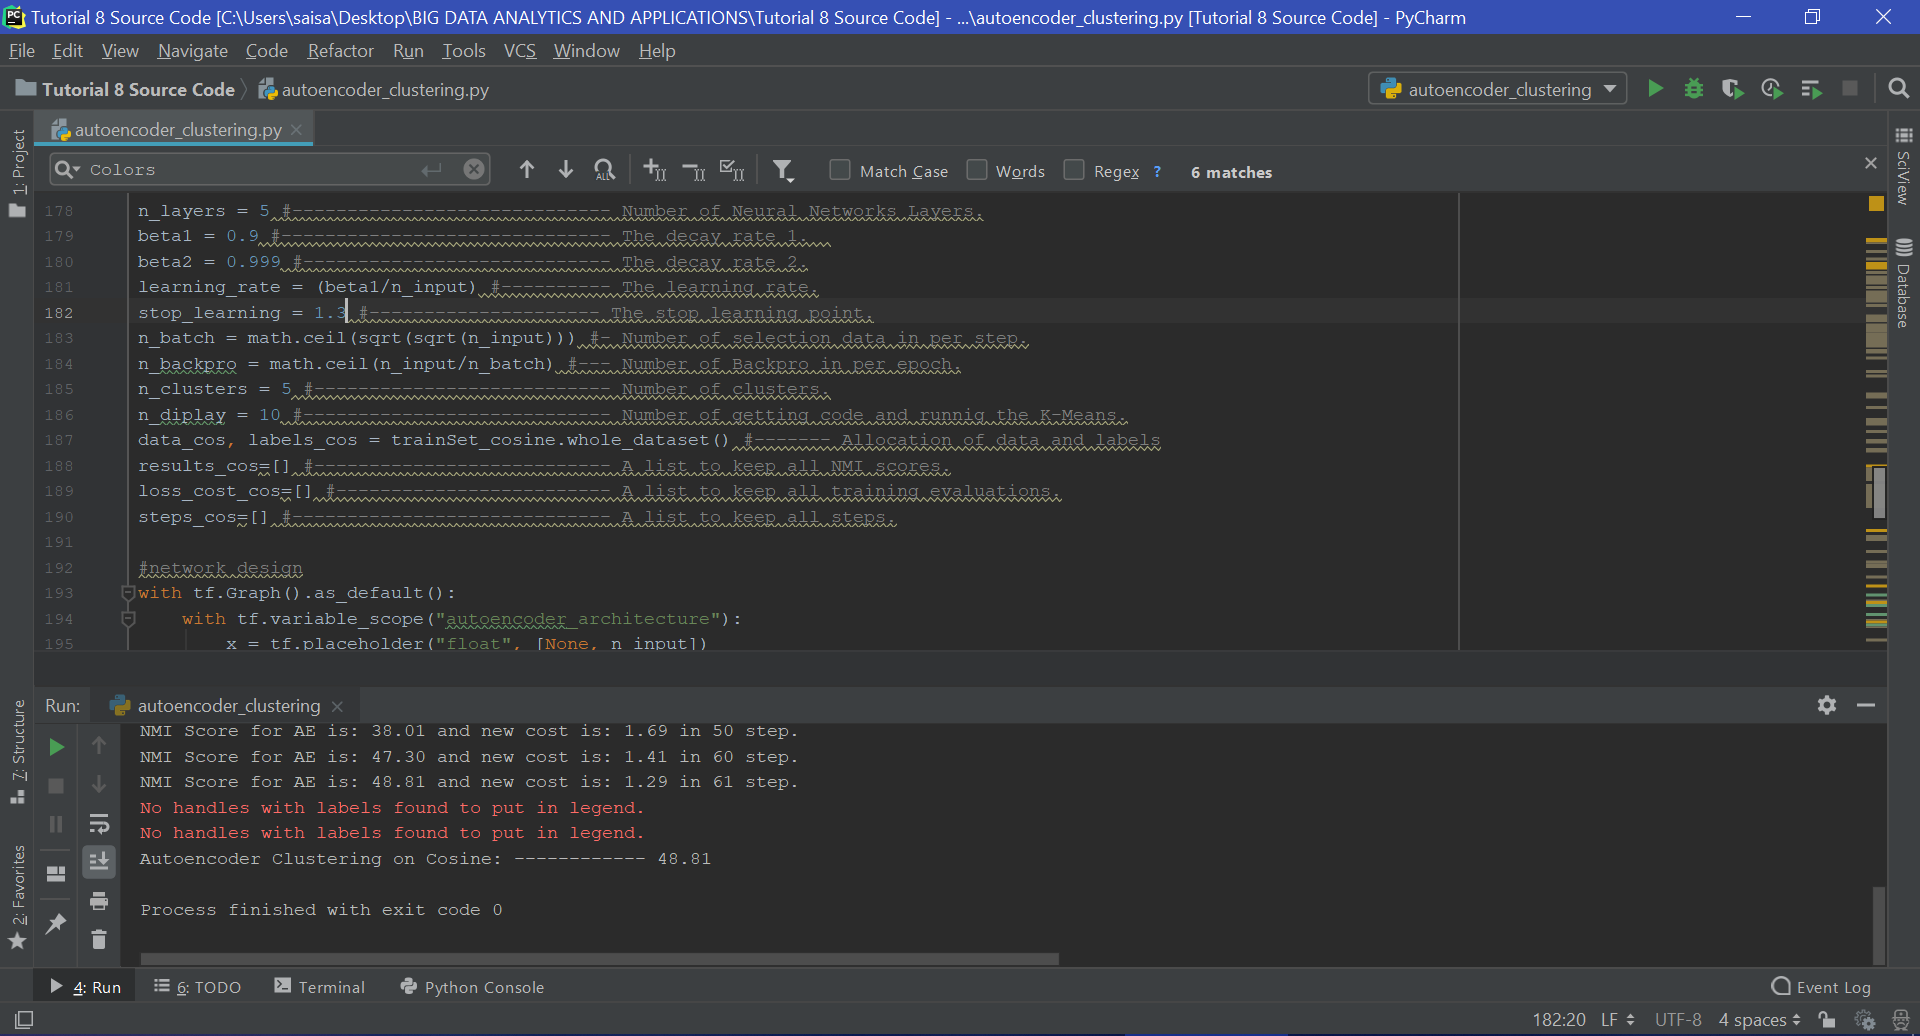 PC Tutorial 8 Source Code [C:\Users\saisa\Desktop\BIG DATA ANALYTICS AND APPLICATIONS\Tutorial 8 Source Code] - ...\autoencoder_clustering.py [Tutorial 8 Source Code] - PyCharm
File Edit View Navigate Code Refactor Run Tools VCS Window Help
Tutorial 8 Source Code autoencoder_clustering.py autoencoder_clustering
autoencoder_clustering.py
Colors Match Case Words Regex ? 6 matches
1: Project
SciView
Database
178 n_layers = 5 #----------------------------- Number of Neural Networks Layers.
179 beta1 = 0.9 #------------------------------ The decay rate 1.
180 beta2 = 0.999 #---------------------------- The decay rate 2.
181 learning_rate = (beta1/n_input) #---------- The learning rate.
182 stop_learning = 1.3 #--------------------- The stop learning point.
183 n_batch = math.ceil(sqrt(sqrt(n_input))) #- Number of selection data in per step.
184 n_backpro = math.ceil(n_input/n_batch) #--- Number of Backpro in per epoch.
185 n_clusters = 5 #--------------------------- Number of clusters.
186 n_diplay = 10 #---------------------------- Number of getting code and runnig the K-Means.
187 data_cos, labels_cos = trainSet_cosine.whole_dataset() #------- Allocation of data and labels
188 results_cos=[] #--------------------------- A list to keep all NMI scores.
189 loss_cost_cos=[] #------------------------- A list to keep all training evaluations.
190 steps_cos=[] #----------------------------- A list to keep all steps.
191
192 #network design
193 with tf.Graph().as_default():
194 with tf.variable_scope("autoencoder_architecture"):
195 x = tf.placeholder("float", [None, n_input])
Run: autoencoder_clustering
7: Structure
2: Favorites
NMI Score for AE is: 38.01 and new cost is: 1.69 in 50 step.
NMI Score for AE is: 47.30 and new cost is: 1.41 in 60 step.
NMI Score for AE is: 48.81 and new cost is: 1.29 in 61 step.
No handles with labels found to put in legend.
No handles with labels found to put in legend.
Autoencoder Clustering on Cosine: ------------ 48.81
Process finished with exit code 0
4: Run 6: TODO Terminal Python Console Event Log
182:20 LF UTF-8 4 spaces